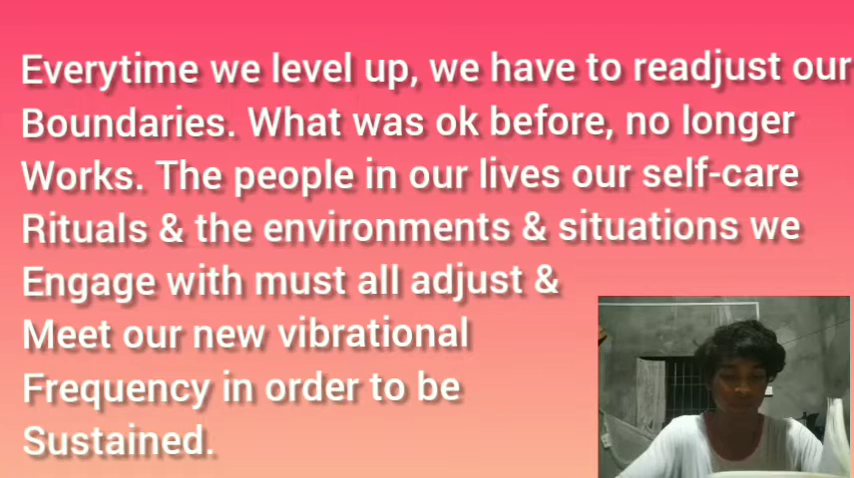 Everytime we level up, we have to readjust our
Boundaries. What was ok before, no longer
Works. The people in our lives our self-care
Rituals & the environments & situations we
Engage with must all adjust &
Meet our new vibrational
Frequency in order to be
Sustained.